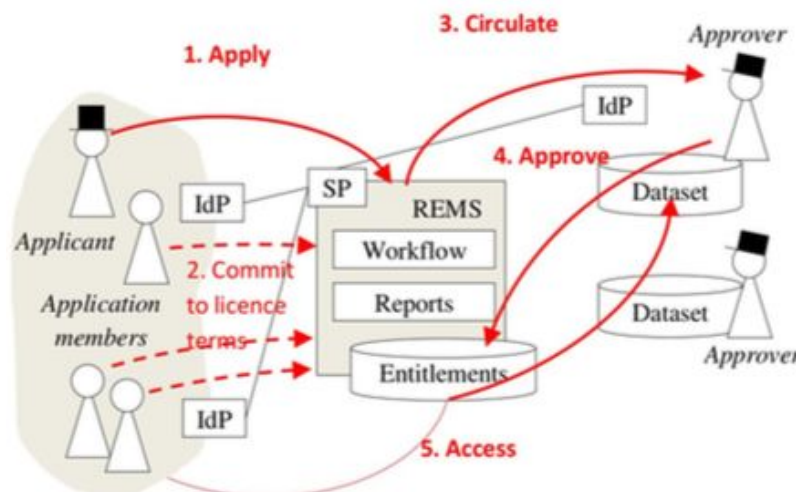 3. Circulate
Approver
1. Apply
IdP
4. Approve
SP
Dataset
IdP
REMS
Applicant
Workflow
2. Commit
to licence
terms
Application
members
Reports
Dataset
Approver
Entitlements
IdP
5. Access